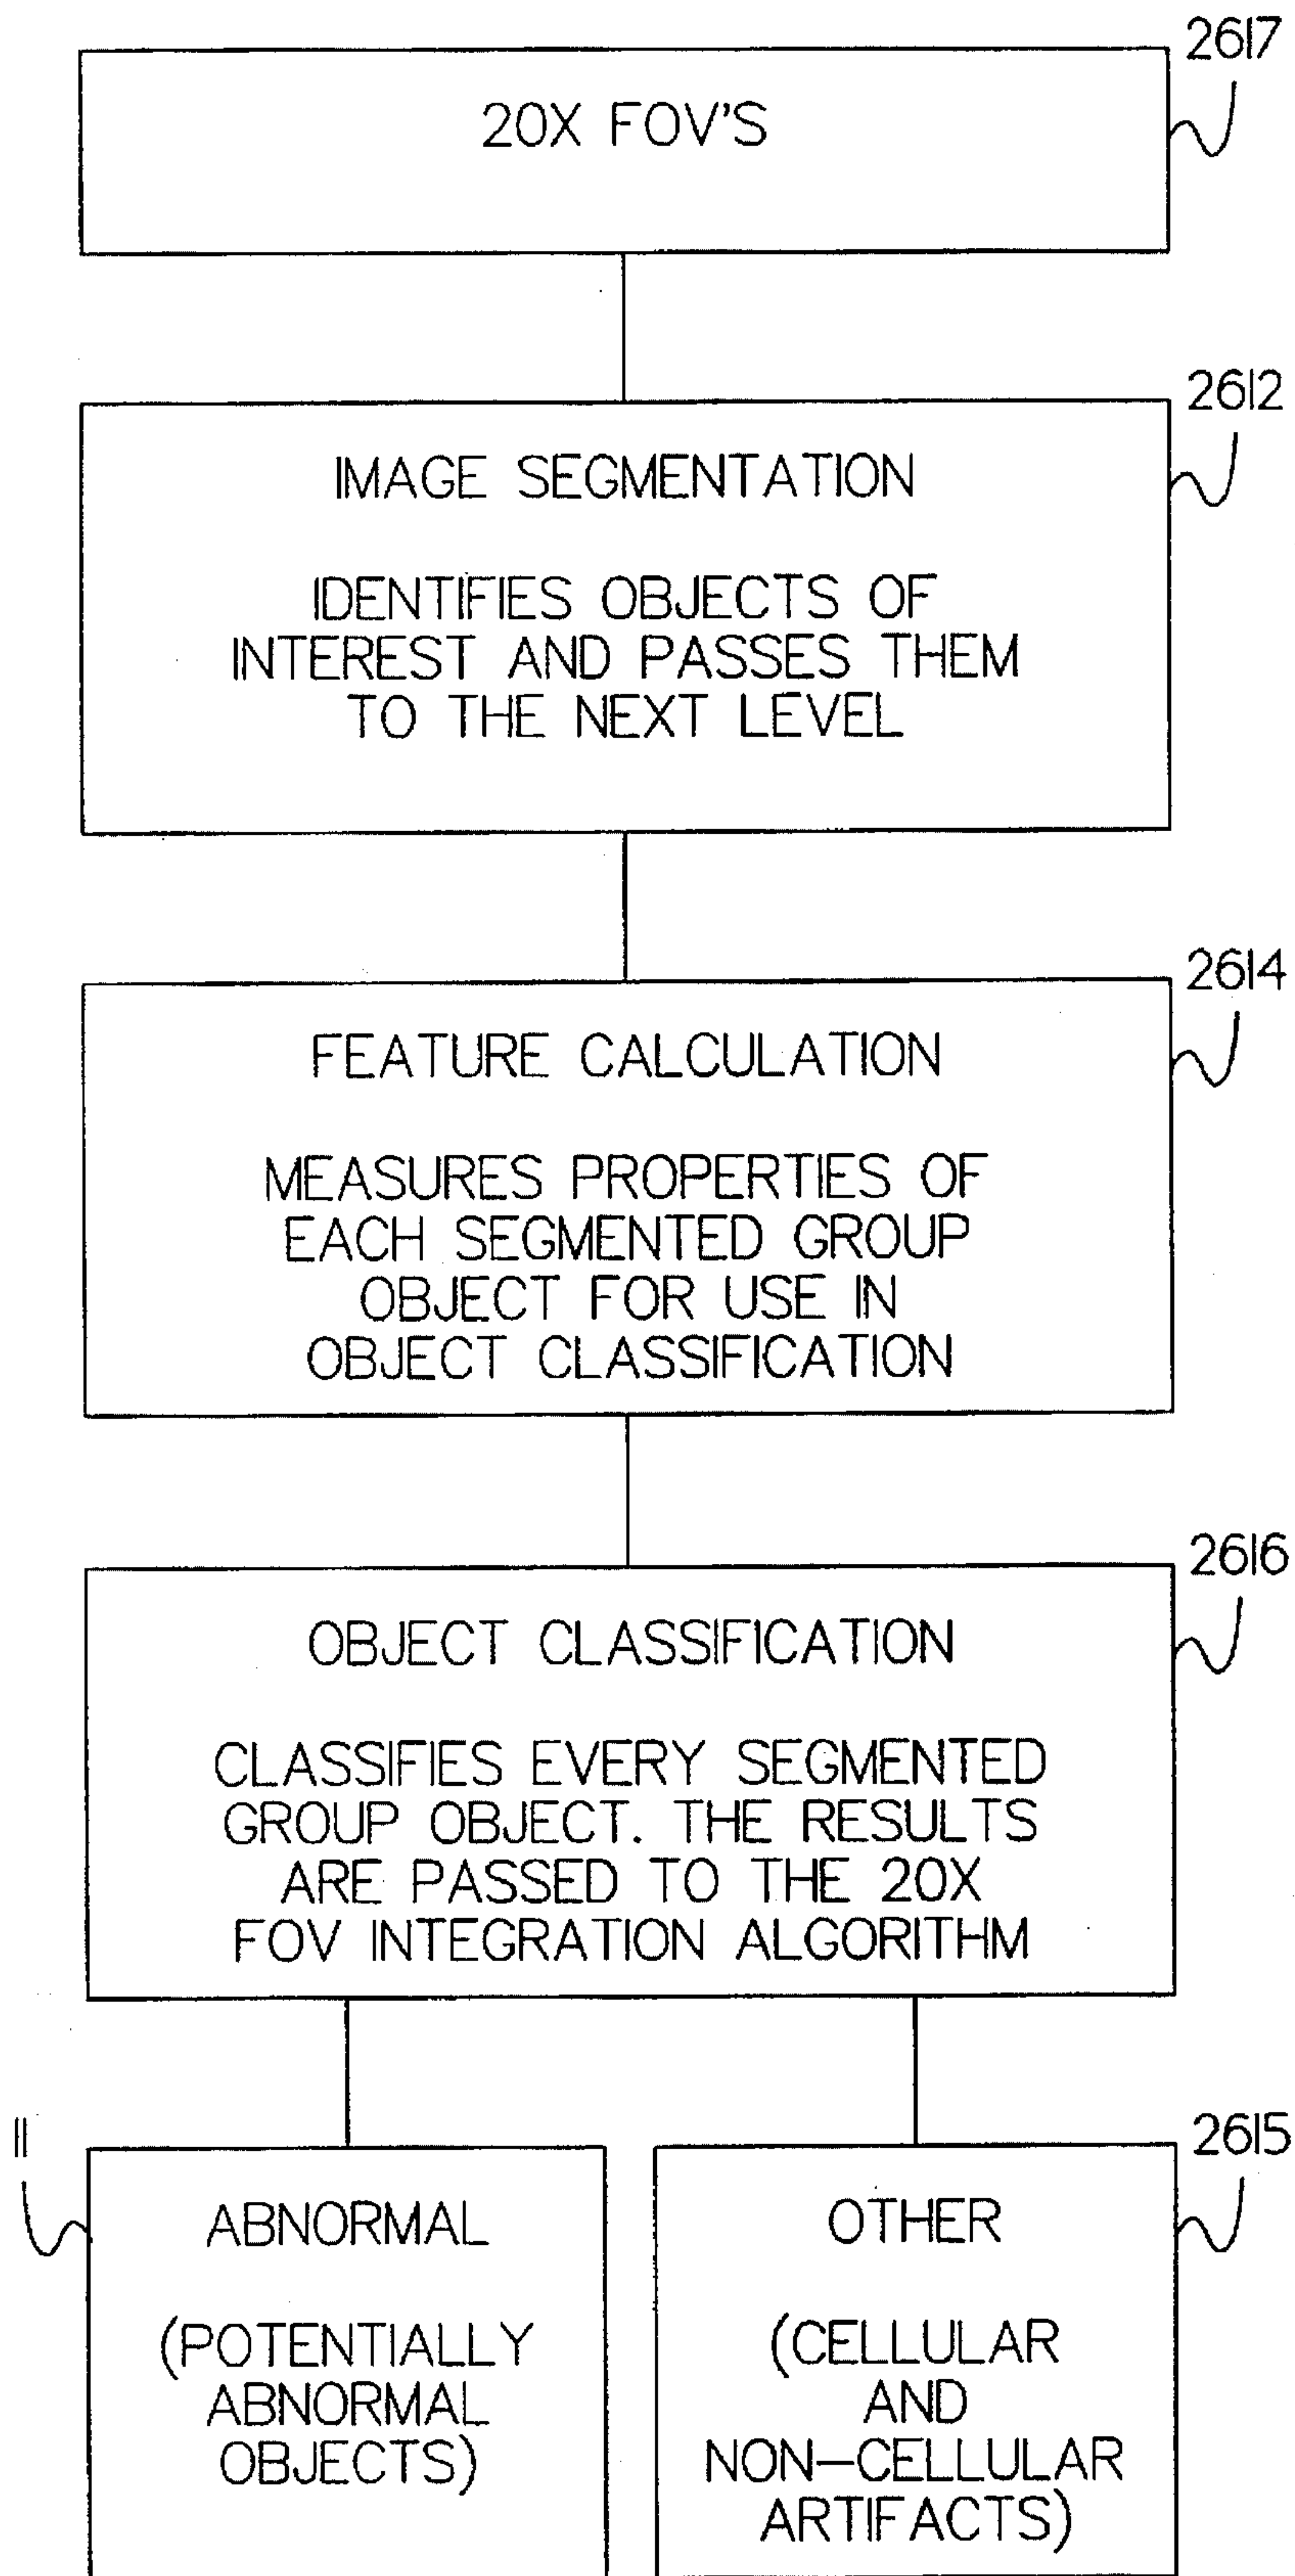 2617
20X FOV'S
2612
IMAGE SEGMENTATION
IDENTIFIES OBJECTS OF
INTEREST AND PASSES THEM
TO THE NEXT LEVEL
2614
FEATURE CALCULATION
MEASURES PROPERTIES OF
EACH SEGMENTED GROUP
OBJECT FOR USE IN
OBJECT CLASSIFICATION
2616
OBJECT CLASSIFICATION
CLASSIFIES EVERY SEGMENTED
GROUP OBJECT. THE RESULTS
ARE PASSED TO THE 20X
FOV INTEGRATION ALGORITHM
11
ABNORMAL
(POTENTIALLY
ABNORMAL
OBJECTS)
2615
OTHER
(CELLULAR
AND
NON-CELLULAR
ARTIFACTS)